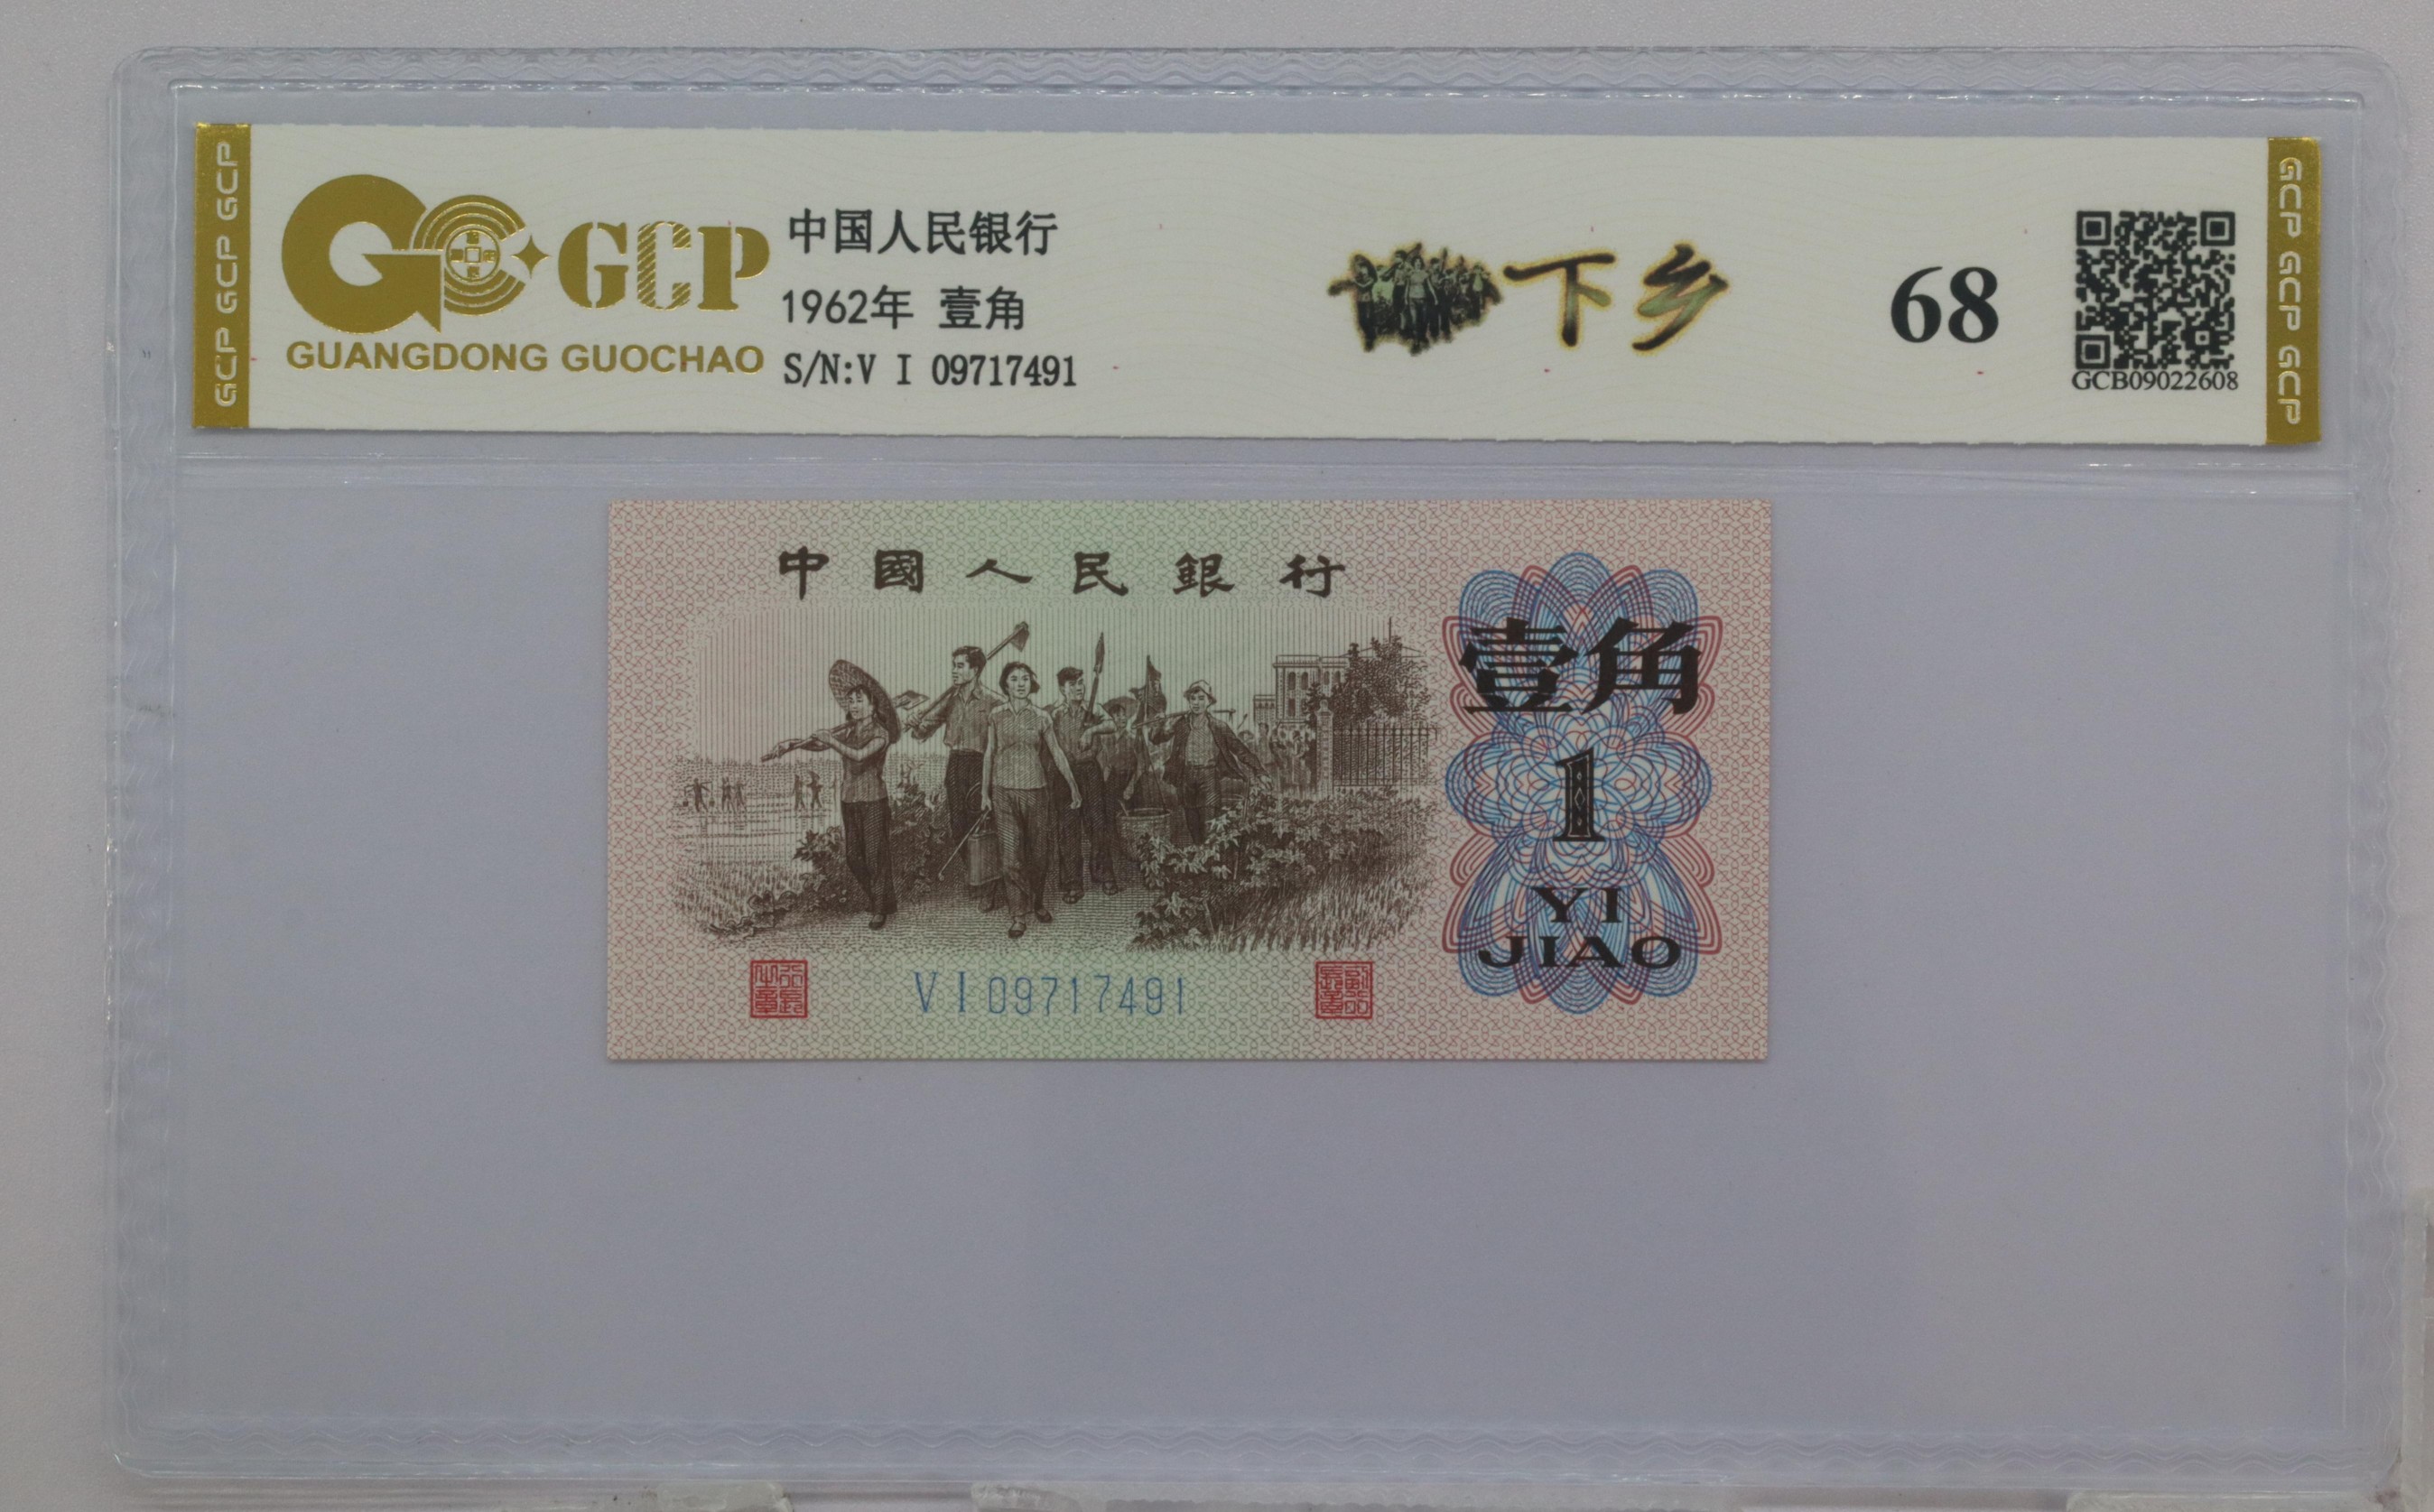 GCP GCP GCP
GCP
GUANGDONG GUOCHAO
中国人民银行
1962年 壹角
S/N:V I 09717491
下乡
68
GCB09022608
GCP GCP GCP
中國人民銀行
壹角
1
YI
JIAO
V I 09717491